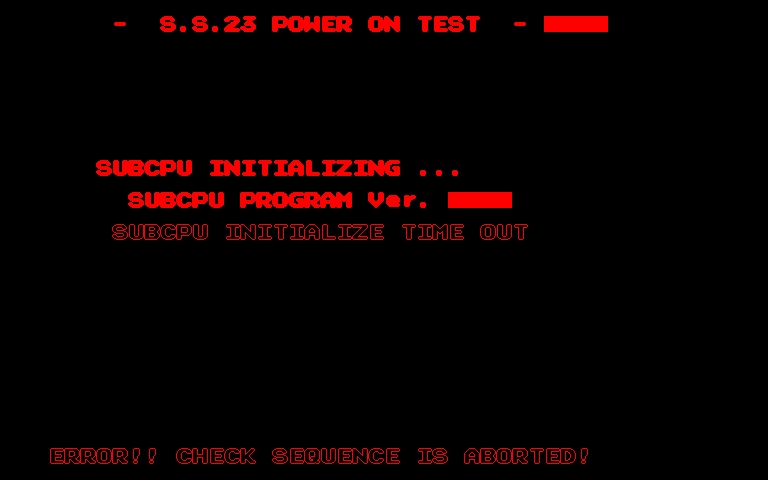 - S.S.23 POWER ON TEST -
SUBCPU INITIALIZING ...
SUBCPU PROGRAM Ver.
SUBCPU INITIALIZE TIME OUT
ERROR!! CHECK SEQUENCE IS ABORTED!